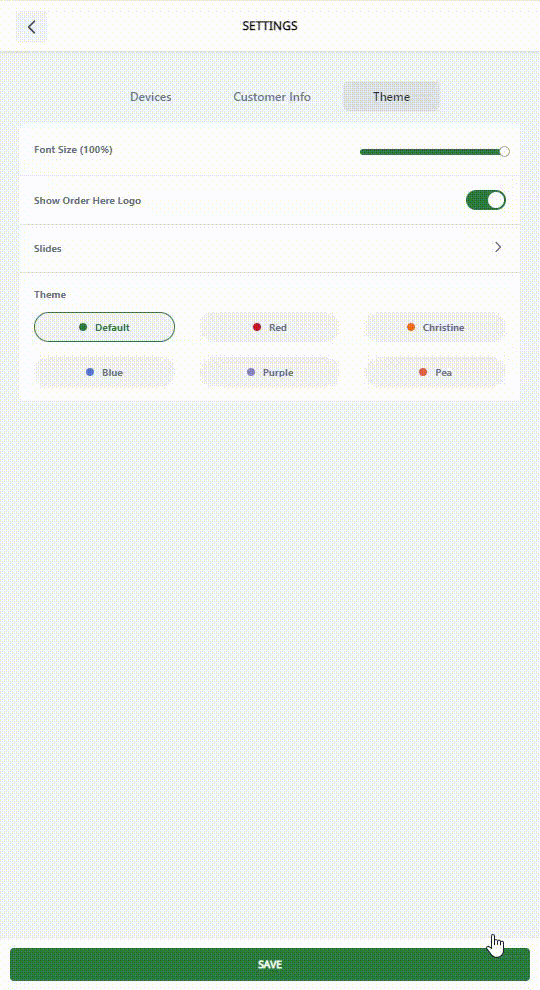 SETTINGS
Devices Customer Info Theme
Font Size (100%)
Show Order Here Logo
Slides
Theme
Default Red Christine
Blue Purple Pea
SAVE